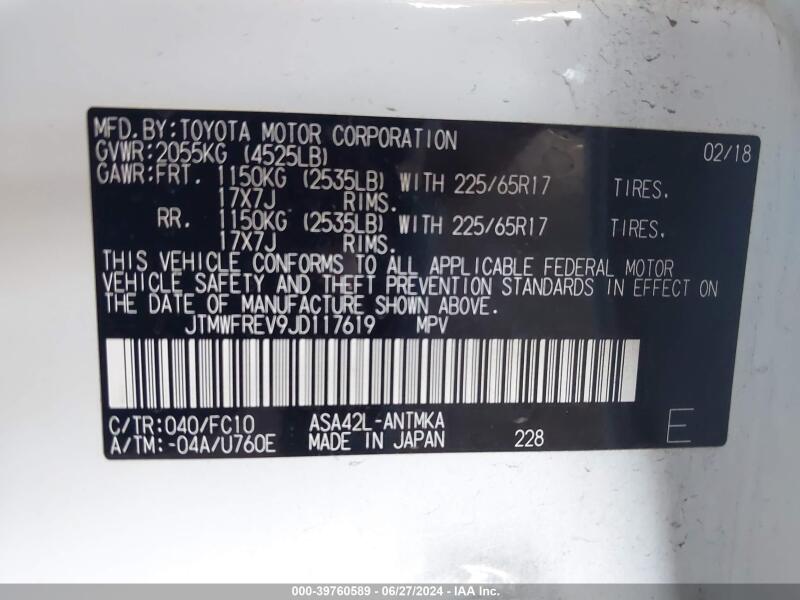 MFD. BY: TOYOTA MOTOR CORPORATION 02/18
GVWR: 2055KG (4525LB)
GAWR: FRT. 1150KG (2535LB) WITH 225/65R17 TIRES.
17X7J RIMS.
RR. 1150KG (2535LB) WITH 225/65R17 TIRES.
17X7J RIMS.
THIS VEHICLE CONFORMS TO ALL APPLICABLE FEDERAL MOTOR
VEHICLE SAFETY AND THEFT PREVENTION STANDARDS IN EFFECT ON
THE DATE OF MANUFACTURE SHOWN ABOVE.
JTMWFREV9JD117619 MPV
C/TR: 040/FC10 ASA42L-ANTMKA
A/TM: -04A/U760E MADE IN JAPAN 228 E
000-39760589 / 06/27/2024 / IAA Inc.